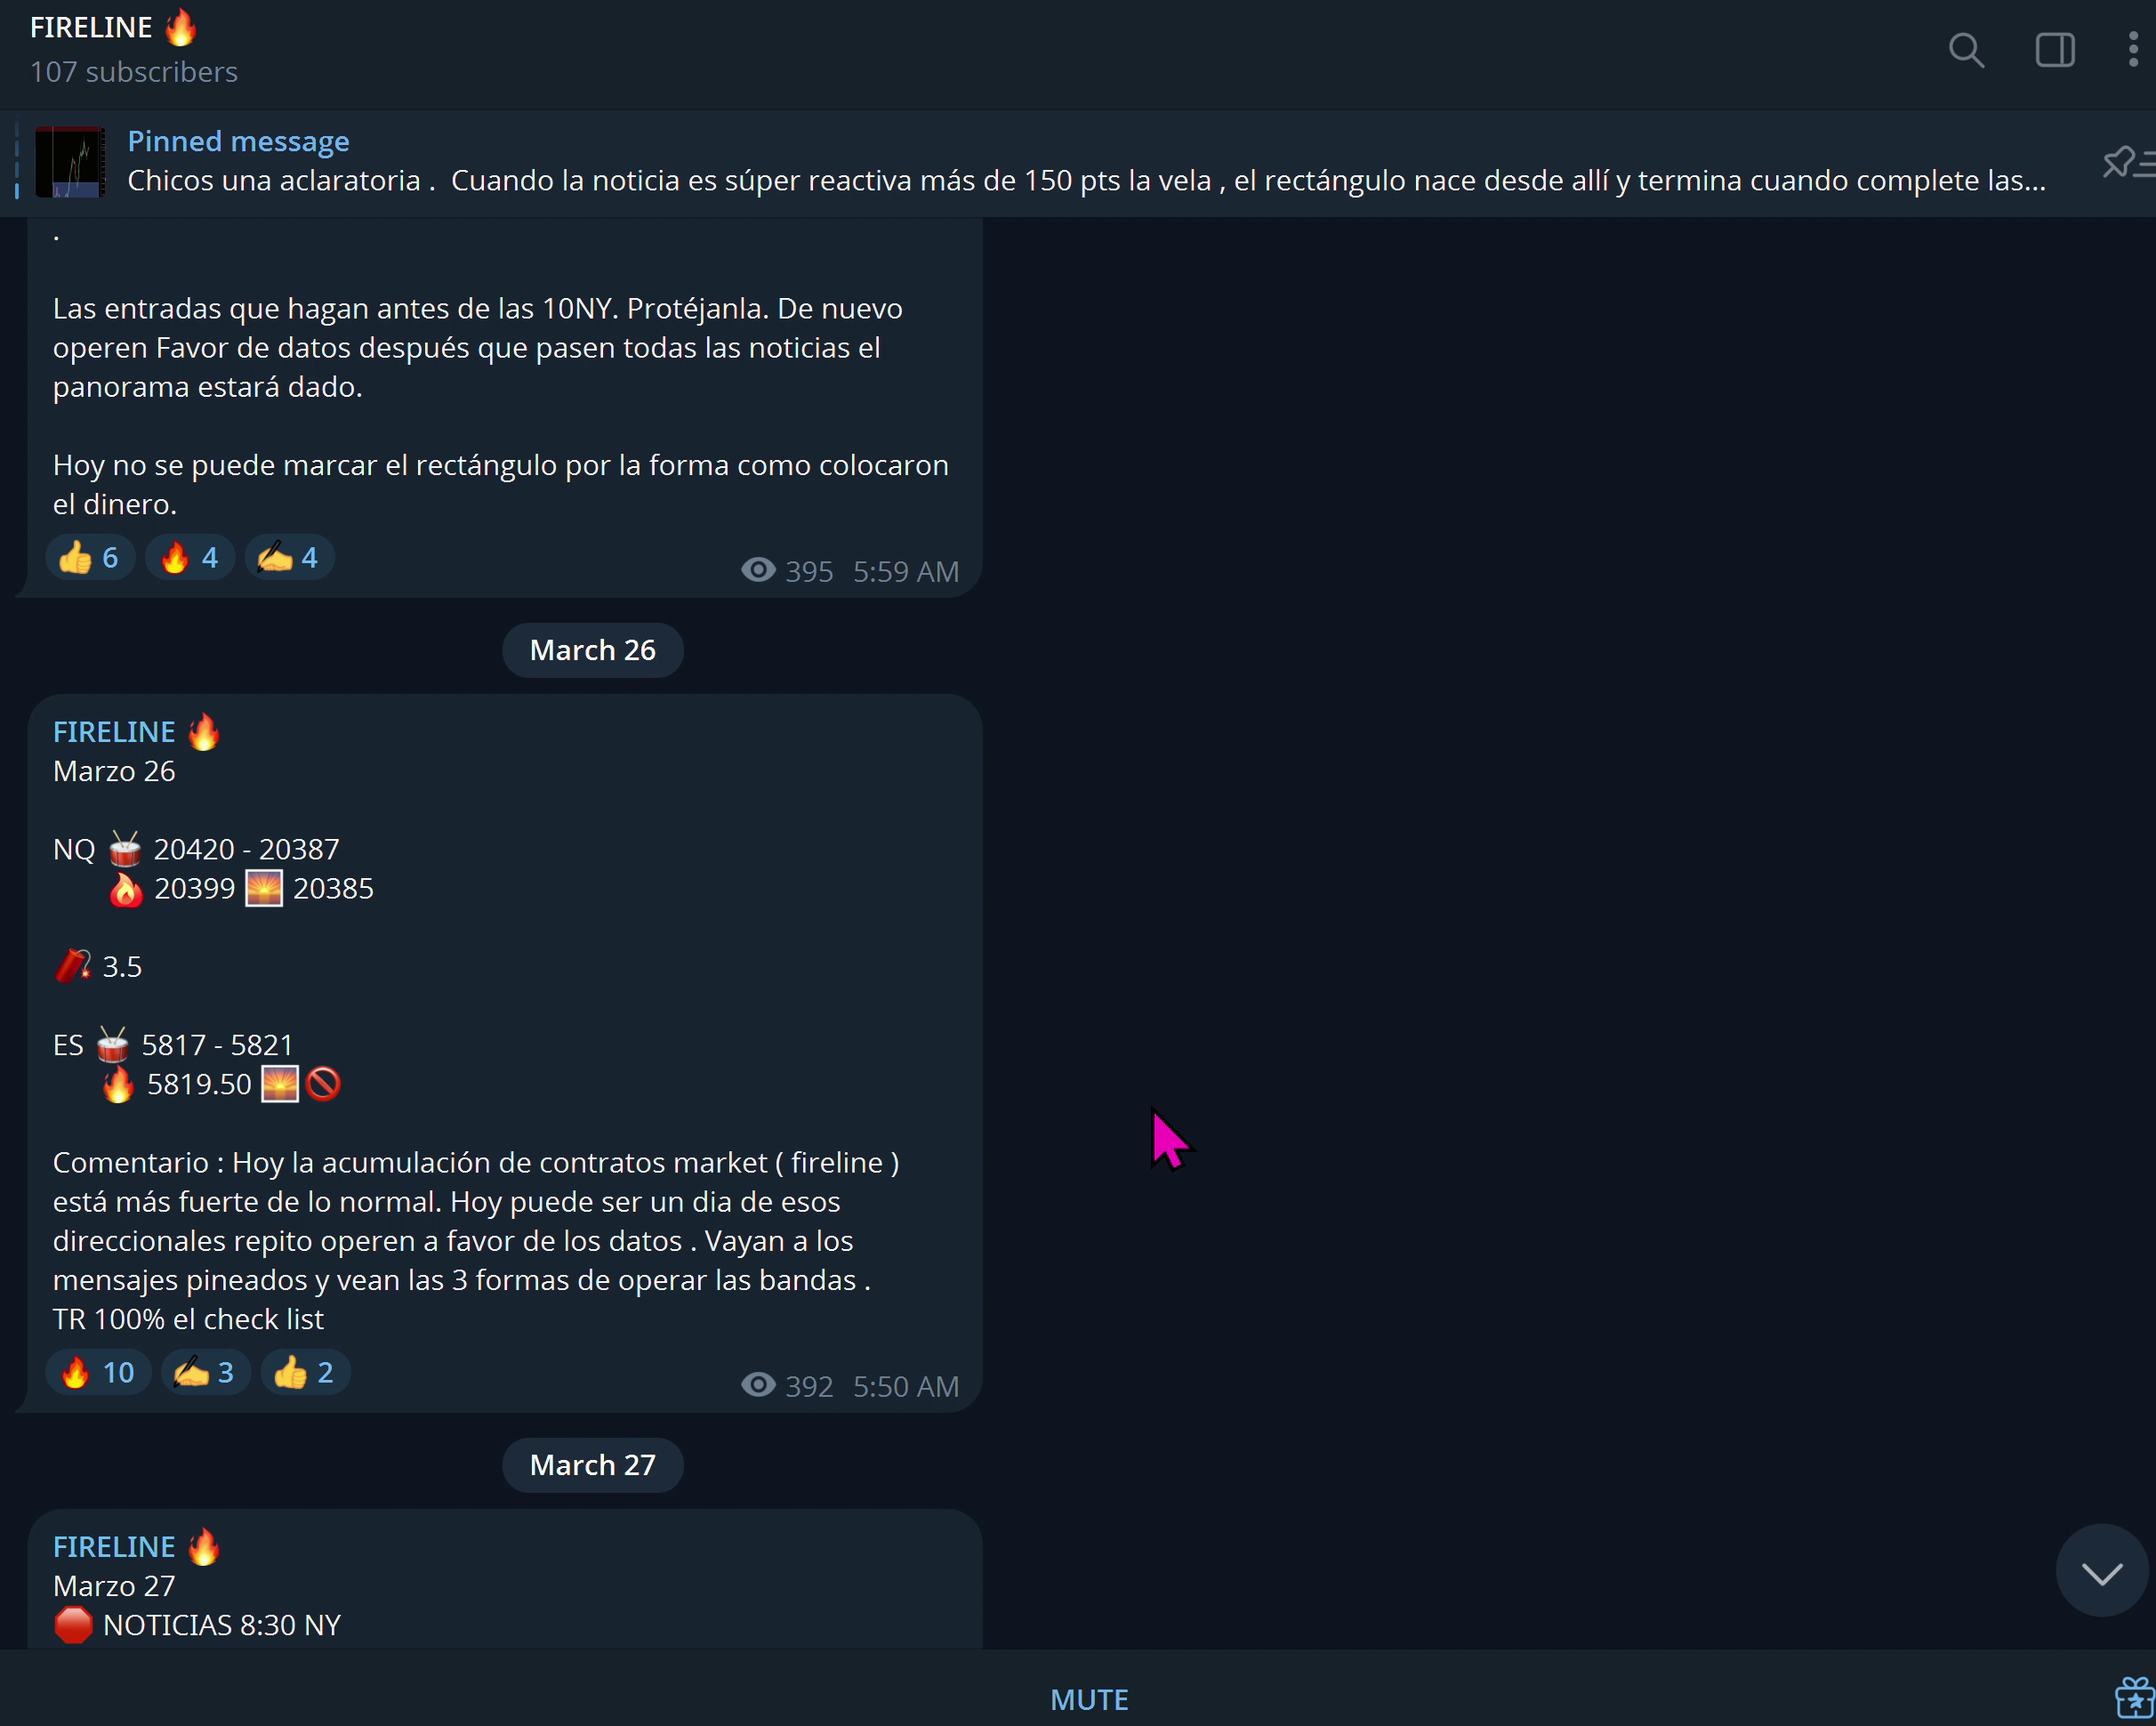 FIRELINE 🔥
107 subscribers
Pinned message
Chicos una aclaratoria . Cuando la noticia es súper reactiva más de 150 pts la vela , el rectángulo nace desde allí y termina cuando complete las...
.
Las entradas que hagan antes de las 10NY. Protéjanla. De nuevo
operen Favor de datos después que pasen todas las noticias el
panorama estará dado.
Hoy no se puede marcar el rectángulo por la forma como colocaron
el dinero.
👍 6 🔥 4 ✍️ 4
395 5:59 AM
March 26
FIRELINE 🔥
Marzo 26
NQ 🥁 20420 - 20387
🔥 20399 🌅 20385
🧨 3.5
ES 🥁 5817 - 5821
🔥 5819.50 🌅🚫
Comentario : Hoy la acumulación de contratos market ( fireline )
está más fuerte de lo normal. Hoy puede ser un dia de esos
direccionales repito operen a favor de los datos . Vayan a los
mensajes pineados y vean las 3 formas de operar las bandas .
TR 100% el check list
🔥 10 ✍️ 3 👍 2
392 5:50 AM
March 27
FIRELINE 🔥
Marzo 27
🛑 NOTICIAS 8:30 NY
MUTE